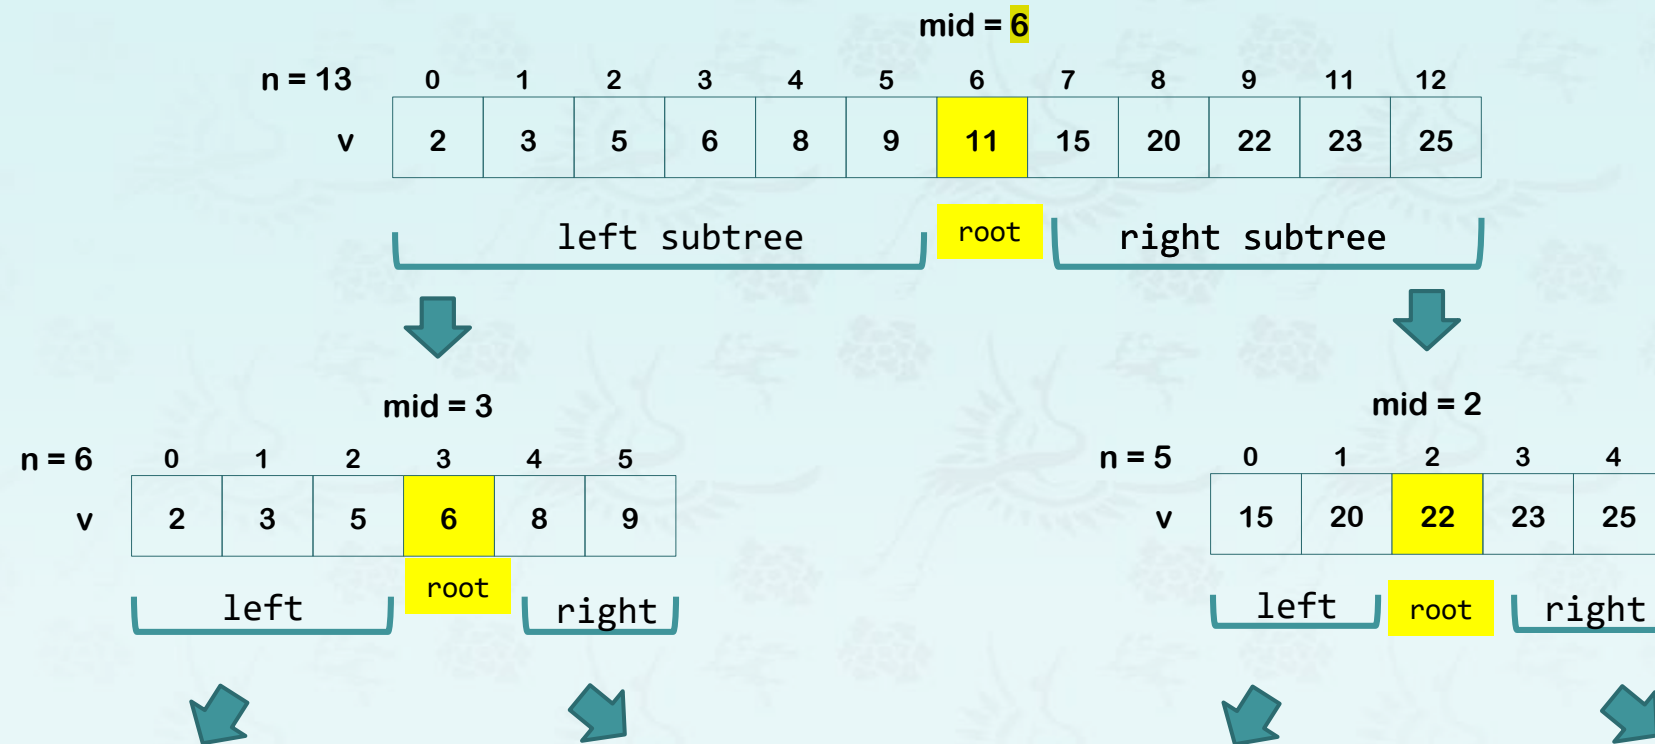 mid = 6
n = 13 0 1 2 3 4 5 6 7 8 9 11 12
v 2 3 5 6 8 9 11 15 20 22 23 25
left subtree root right subtree
mid = 3
n = 6 0 1 2 3 4 5
v 2 3 5 6 8 9
left root right
mid = 2
n = 5 0 1 2 3 4
v 15 20 22 23 25
left root right